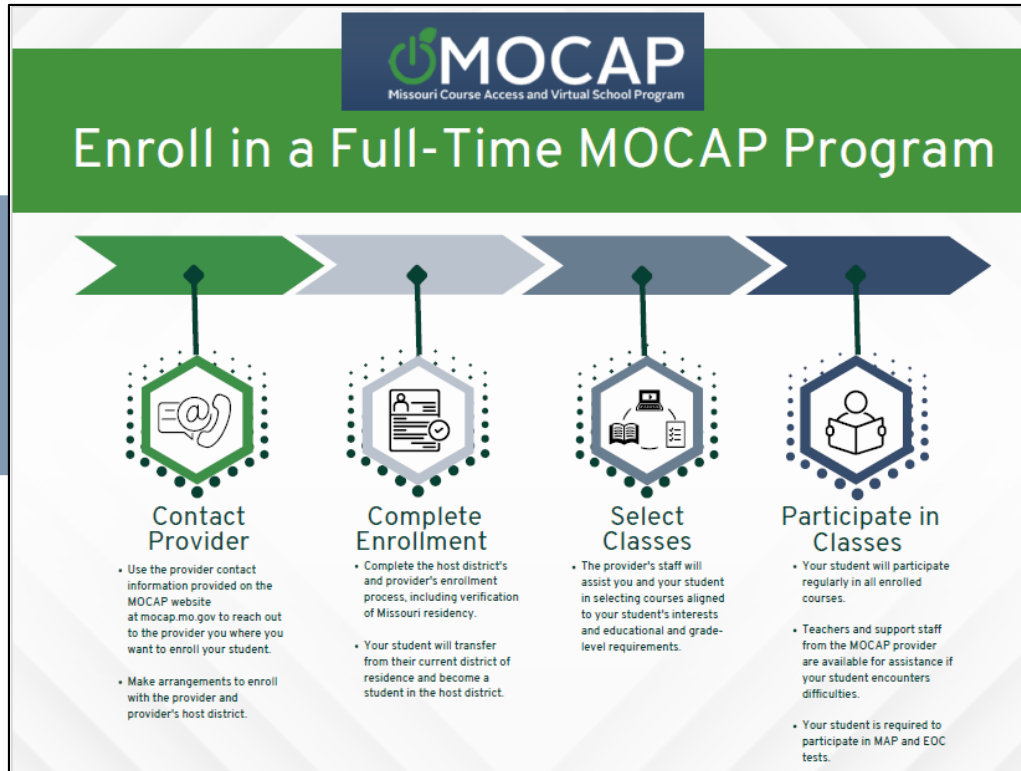 MOCAP
Missouri Course Access and Virtual School Program
Enroll in a Full-Time MOCAP Program
Contact
Provider
• Use the provider contact
information provided on the
MOCAP website
at mocap.mo.gov to reach out
to the provider you where you
want to enroll your student.
• Make arrangements to enroll
with the provider and
provider's host district.
Complete
Enrollment
• Complete the host district's
and provider's enrollment
process, including verification
of Missouri residency.
• Your student will transfer
from their current district of
residence and become a
student in the host district.
Select
Classes
• The provider's staff will
assist you and your student
in selecting courses aligned
to your student's interests
and educational and grade-
level requirements.
Participate in
Classes
• Your student will participate
regularly in all enrolled
courses.
• Teachers and support staff
from the MOCAP provider
are available for assistance if
your student encounters
difficulties.
• Your student is required to
participate in MAP and EOC
tests.